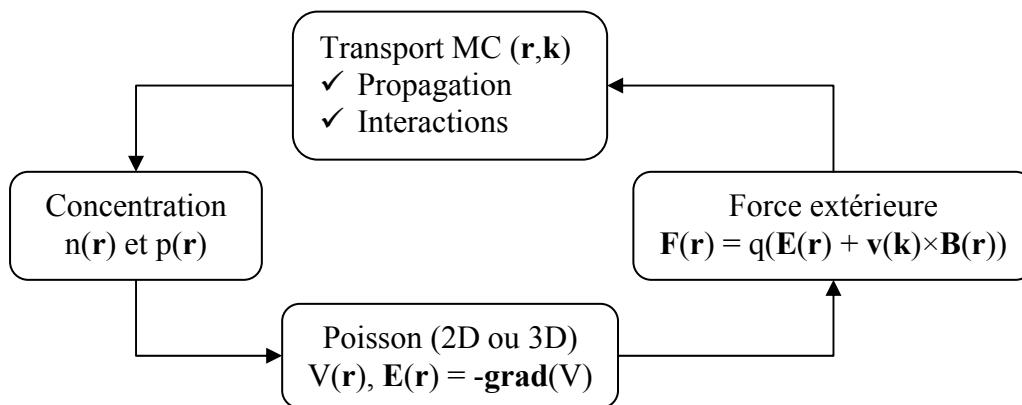 Transport MC (r,k)
✓ Propagation
✓ Interactions
Concentration
n(r) et p(r)
Force extérieure
F(r) = q(E(r) + v(k)×B(r))
Poisson (2D ou 3D)
V(r), E(r) = -grad(V)